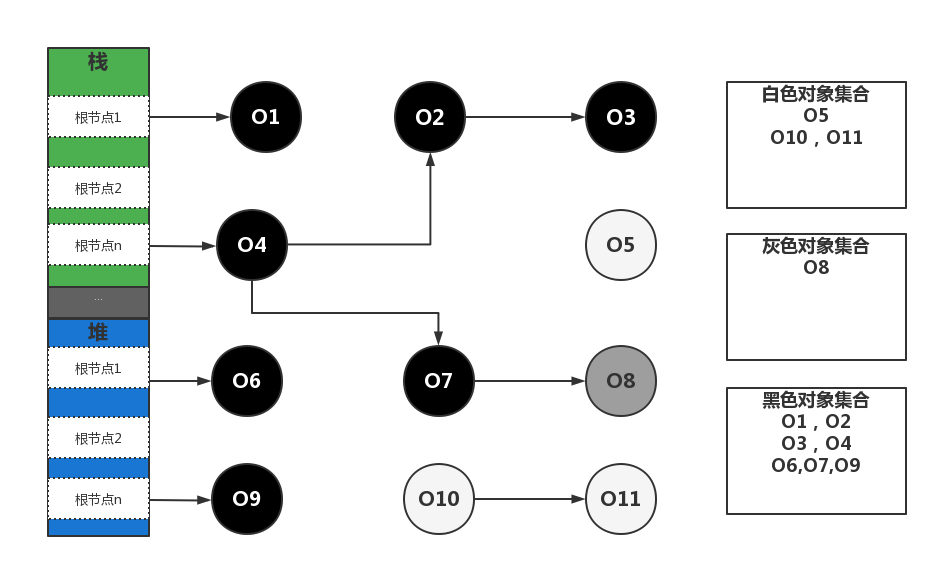 栈
根节点1
根节点2
根节点n
...
堆
根节点1
根节点2
根节点n
O1
O2
O3
O4
O5
O6
O7
O8
O9
O10
O11
白色对象集合
O5
O10，O11
灰色对象集合
O8
黑色对象集合
O1，O2
O3，O4
O6,O7,O9